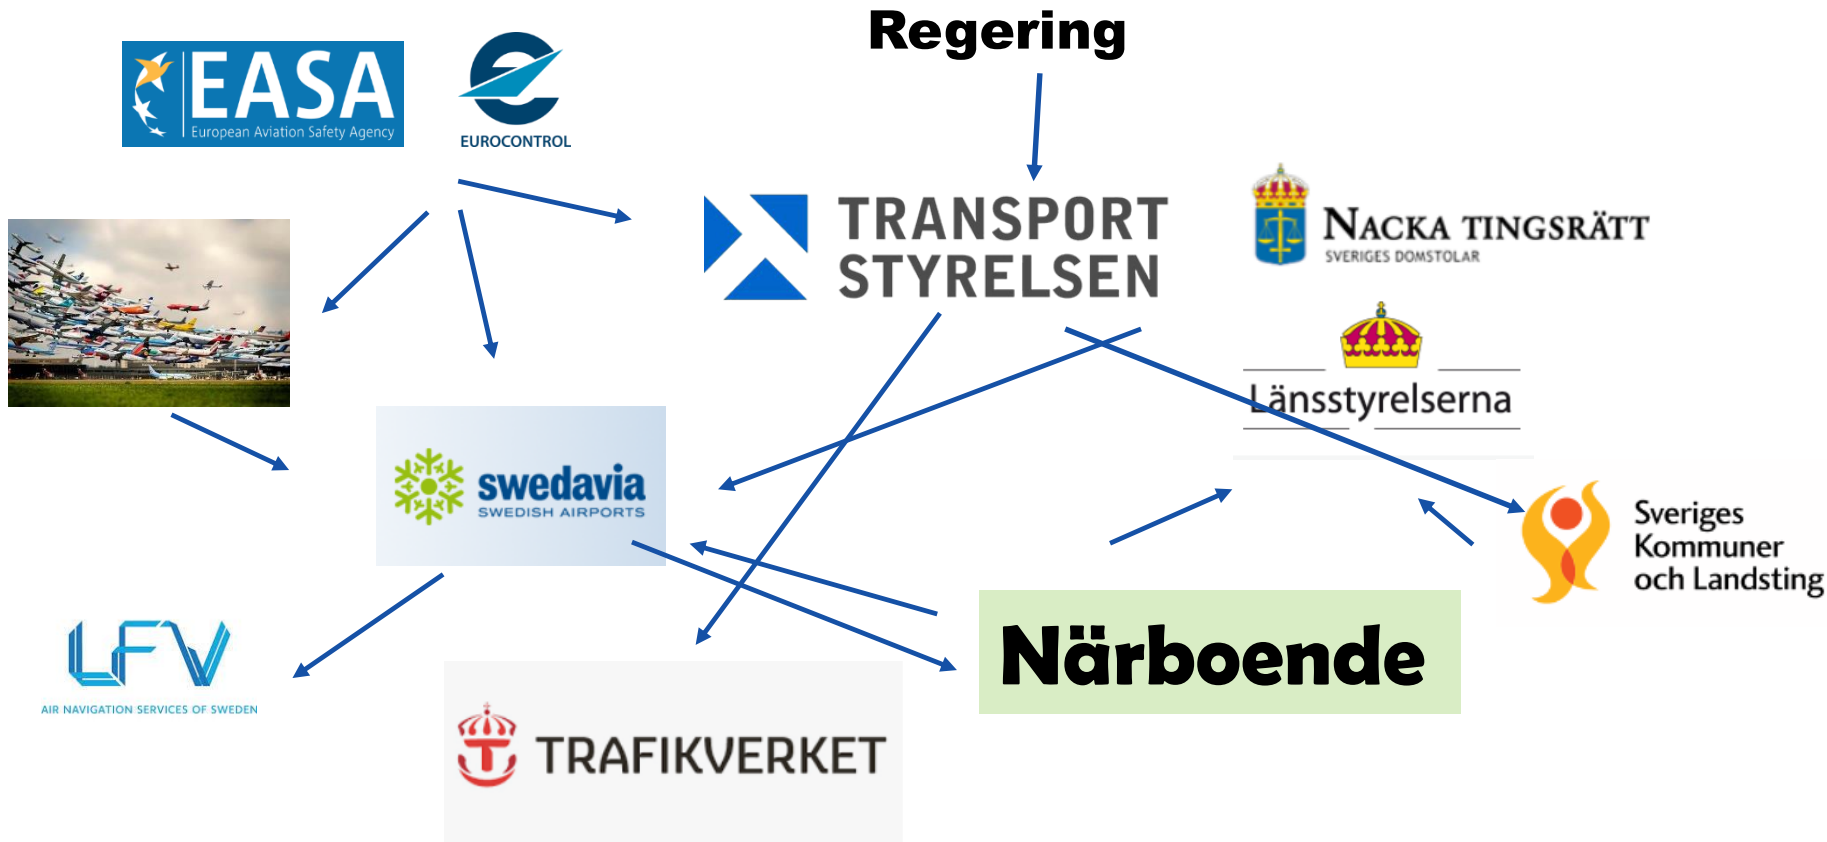 Regering
EASA
European Aviation Safety Agency
EUROCONTROL
TRANSPORT
STYRELSEN
NACKA TINGSRÄTT
SVERIGES DOMSTOLAR
Länsstyrelserna
swedavia
SWEDISH AIRPORTS
Sveriges
Kommuner
och Landsting
LFV
AIR NAVIGATION SERVICES OF SWEDEN
Närboende
TRAFIKVERKET